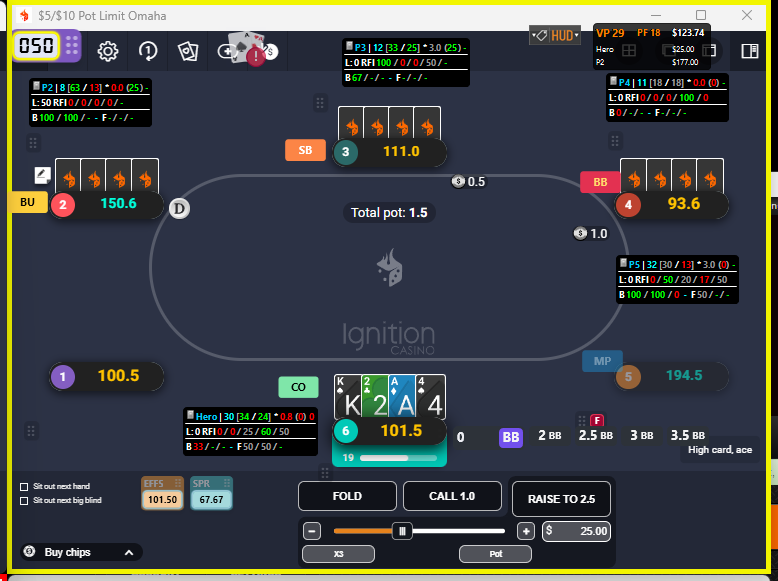 $5/$10 Pot Limit Omaha
050
HUD
VP 29 PF 18 $123.74
Hero $25.00
P2 $177.00
P3 | 12 [33 / 25] * 3.0 (25) -
L: 0 RFI 100 / 0 / 0 / 50 / -
B 67 / - / - - F - / - / -
P2 | 8 [63 / 13] * 0.0 (25) -
L: 50 RFI 0 / 0 / 0 / 0 / -
B 100 / 100 / - - F - / - / -
P4 | 11 [18 / 18] * 0.0 (0) -
L: 0 RFI 0 / 0 / 0 / 100 / 0
B 0 / - / - - F - / - / -
SB
3
111.0
BU
2
150.6
D
0.5
BB
4
93.6
Total pot: 1.5
1.0
P5 | 32 [30 / 13] * 3.0 (0) -
L: 0 RFI 0 / 50 / 20 / 17 / 50
B 100 / 100 / 0 - F 50 / - / -
Ignition
CASINO
1
100.5
MP
5
194.5
CO
K 2 A 4
K 2 A 4
Hero | 30 [34 / 24] * 0.8 (0) 0
L: 0 RFI 0 / 0 / 25 / 60 / 50
B 33 / - / - - F 50 / 50 / -
6
101.5
19
F
0 BB 2 BB 2.5 BB 3 BB 3.5 BB
High card, ace
Sit out next hand
Sit out next big blind
EFFS
101.50
SPR
67.67
FOLD
CALL 1.0
RAISE TO 2.5
$ 25.00
X3
Pot
Buy chips